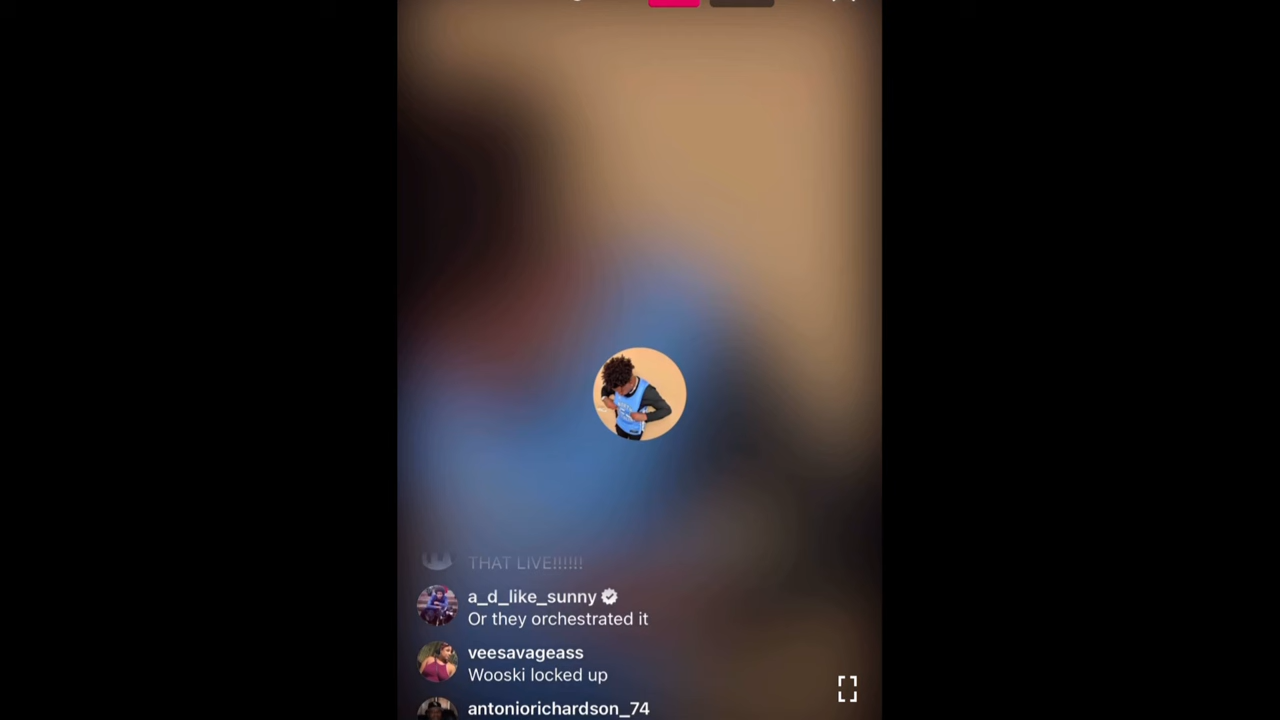 THAT LIVE!!!!!!
a_d_like_sunny
Or they orchestrated it
veesavageass
Wooski locked up
antoniorichardson_74